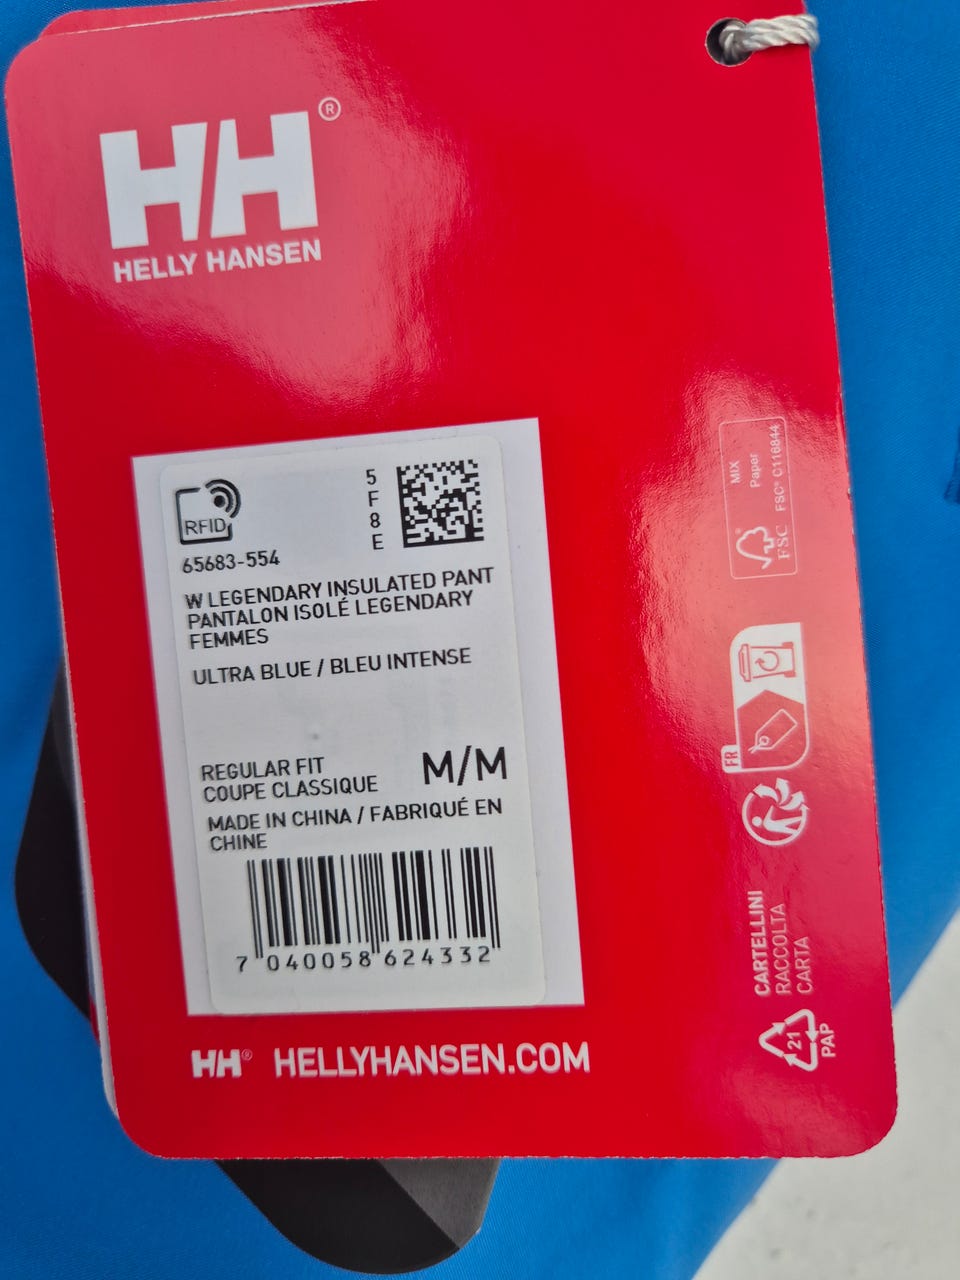 HH®
HELLY HANSEN
RFID
5
F
8
E
65683-554
W LEGENDARY INSULATED PANT
PANTALON ISOLÉ LEGENDARY
FEMMES
ULTRA BLUE / BLEU INTENSE
REGULAR FIT
COUPE CLASSIQUE
M/M
MADE IN CHINA / FABRIQUÉ EN
CHINE
7 040058 624332
HH® HELLYHANSEN.COM
MIX
Paper
FSC® C116844
FSC
FR
CARTELLINI
RACCOLTA
CARTA
21
PAP